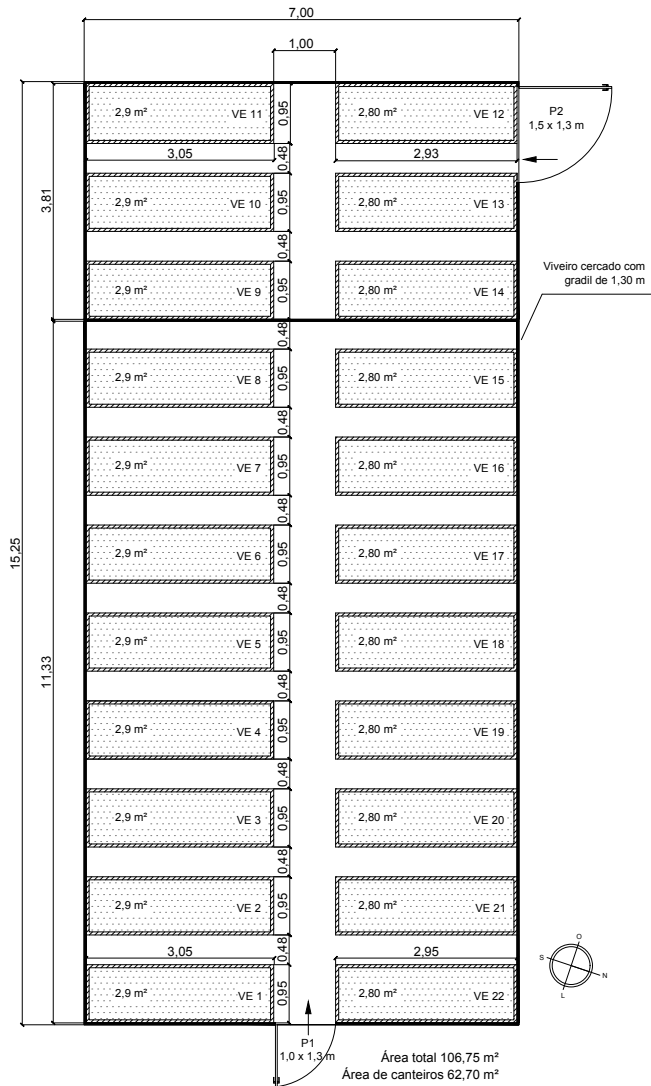 7,00
1,00
2,9 m² VE 11 0,95 2,80 m² VE 12
P2
1,5 x 1,3 m
3,05 0,48 2,93
3,81
2,9 m² VE 10 0,95 2,80 m² VE 13
0,48
Viveiro cercado com
gradil de 1,30 m
2,9 m² VE 9 0,95 2,80 m² VE 14
0,48
2,9 m² VE 8 0,95 2,80 m² VE 15
0,48
2,9 m² VE 7 0,95 2,80 m² VE 16
0,48
15,25
2,9 m² VE 6 0,95 2,80 m² VE 17
0,48
2,9 m² VE 5 0,95 2,80 m² VE 18
11,33
0,48
2,9 m² VE 4 0,95 2,80 m² VE 19
0,48
2,9 m² VE 3 0,95 2,80 m² VE 20
0,48
2,9 m² VE 2 0,95 2,80 m² VE 21
3,05 0,48 2,95
O
S
N
L
2,9 m² VE 1 0,95 2,80 m² VE 22
P1
1,0 x 1,3 m
Área total 106,75 m²
Área de canteiros 62,70 m²